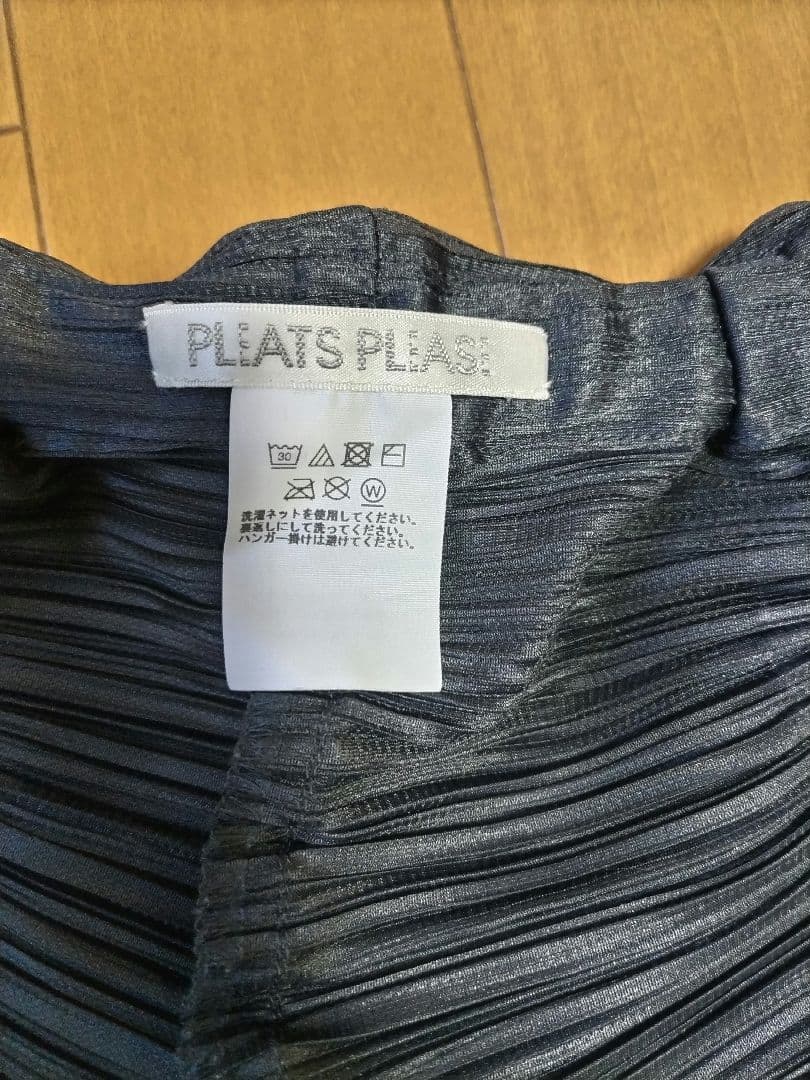 PLEATS PLEASE
30
W
洗濯ネットを使用してください。
裏返しにして洗ってください。
ハンガー掛けは避けてください。